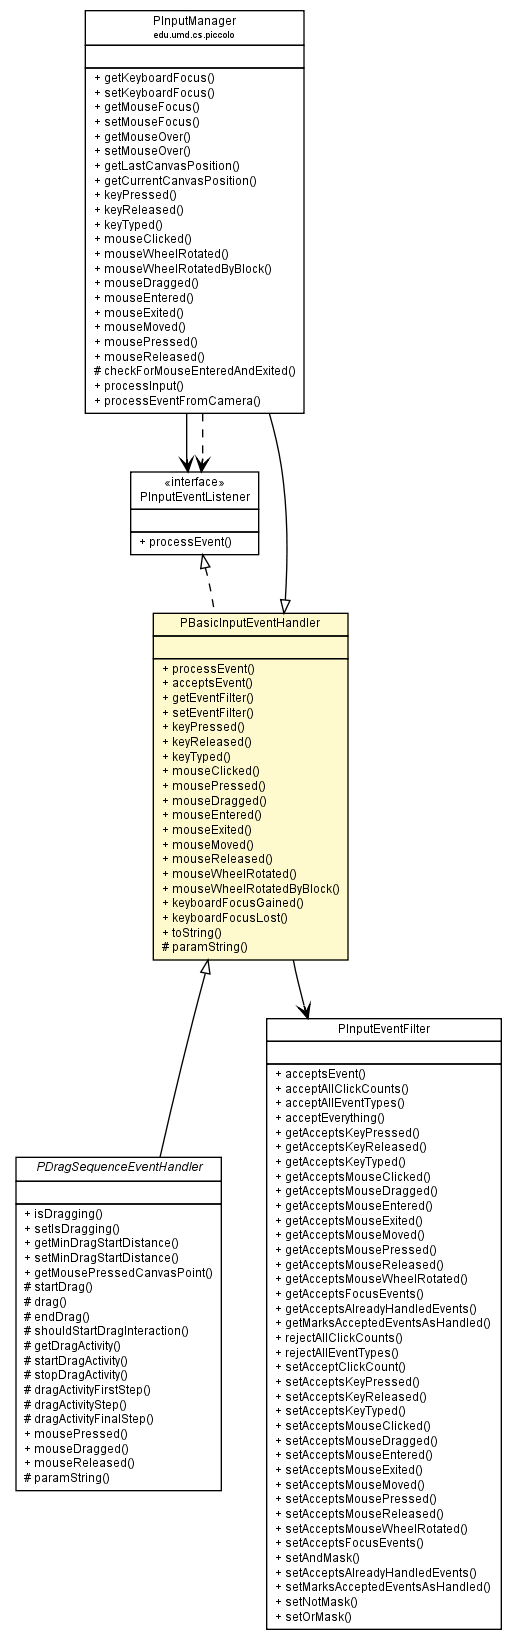 PInputManager
edu.umd.cs.piccolo
+ getKeyboardFocus()
+ setKeyboardFocus()
+ getMouseFocus()
+ setMouseFocus()
+ getMouseOver()
+ setMouseOver()
+ getLastCanvasPosition()
+ getCurrentCanvasPosition()
+ keyPressed()
+ keyReleased()
+ keyTyped()
+ mouseClicked()
+ mouseWheelRotated()
+ mouseWheelRotatedByBlock()
+ mouseDragged()
+ mouseEntered()
+ mouseExited()
+ mouseMoved()
+ mousePressed()
+ mouseReleased()
# checkForMouseEnteredAndExited()
+ processInput()
+ processEventFromCamera()
«interface»
PInputEventListener
+ processEvent()
PBasicInputEventHandler
+ processEvent()
+ acceptsEvent()
+ getEventFilter()
+ setEventFilter()
+ keyPressed()
+ keyReleased()
+ keyTyped()
+ mouseClicked()
+ mousePressed()
+ mouseDragged()
+ mouseEntered()
+ mouseExited()
+ mouseMoved()
+ mouseReleased()
+ mouseWheelRotated()
+ mouseWheelRotatedByBlock()
+ keyboardFocusGained()
+ keyboardFocusLost()
+ toString()
# paramString()
PDragSequenceEventHandler
+ isDragging()
+ setIsDragging()
+ getMinDragStartDistance()
+ setMinDragStartDistance()
+ getMousePressedCanvasPoint()
# startDrag()
# drag()
# endDrag()
# shouldStartDragInteraction()
# getDragActivity()
# startDragActivity()
# stopDragActivity()
# dragActivityFirstStep()
# dragActivityStep()
# dragActivityFinalStep()
+ mousePressed()
+ mouseDragged()
+ mouseReleased()
# paramString()
PInputEventFilter
+ acceptsEvent()
+ acceptAllClickCounts()
+ acceptAllEventTypes()
+ acceptEverything()
+ getAcceptsKeyPressed()
+ getAcceptsKeyReleased()
+ getAcceptsKeyTyped()
+ getAcceptsMouseClicked()
+ getAcceptsMouseDragged()
+ getAcceptsMouseEntered()
+ getAcceptsMouseExited()
+ getAcceptsMouseMoved()
+ getAcceptsMousePressed()
+ getAcceptsMouseReleased()
+ getAcceptsMouseWheelRotated()
+ getAcceptsFocusEvents()
+ getAcceptsAlreadyHandledEvents()
+ getMarksAcceptedEventsAsHandled()
+ rejectAllClickCounts()
+ rejectAllEventTypes()
+ setAcceptClickCount()
+ setAcceptsKeyPressed()
+ setAcceptsKeyReleased()
+ setAcceptsKeyTyped()
+ setAcceptsMouseClicked()
+ setAcceptsMouseDragged()
+ setAcceptsMouseEntered()
+ setAcceptsMouseExited()
+ setAcceptsMouseMoved()
+ setAcceptsMousePressed()
+ setAcceptsMouseReleased()
+ setAcceptsMouseWheelRotated()
+ setAcceptsFocusEvents()
+ setAndMask()
+ setAcceptsAlreadyHandledEvents()
+ setMarksAcceptedEventsAsHandled()
+ setNotMask()
+ setOrMask()